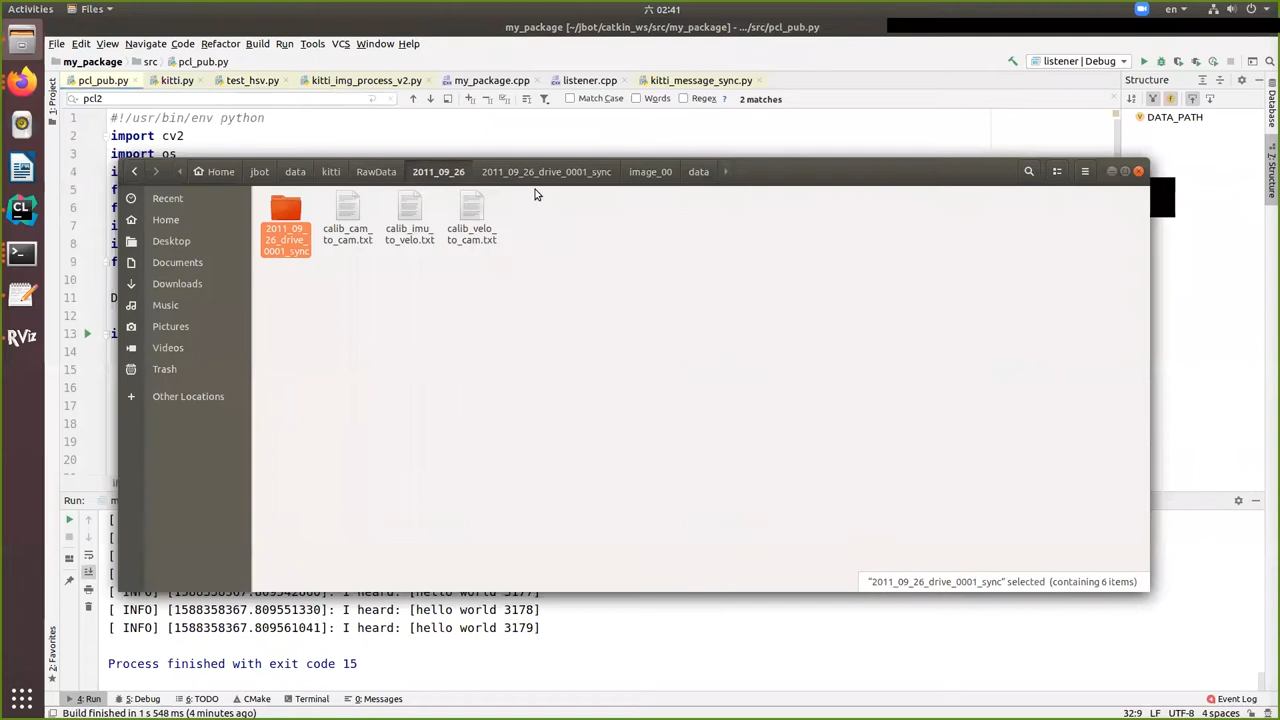 Activities
Files
六 02:41
en
my_package [~/jbot/catkin_ws/src/my_package] - .../src/pcl_pub.py
File Edit View Navigate Code Refactor Build Run Tools VCS Window Help
my_package
src
pcl_pub.py
listener | Debug
pcl_pub.py
kitti.py
test_hsv.py
kitti_img_process_v2.py
my_package.cpp
listener.cpp
kitti_message_sync.py
Structure
1: Project
pcl2
Match Case
Words
Regex
?
2 matches
Database
Z: Structure
DATA_PATH
1 #!/usr/bin/env python
2 import cv2
3 import os
4
5
6
7
8
9
10
11 D
13
14
15
16
17
18
19
20
Home
jbot
data
kitti
RawData
2011_09_26
2011_09_26_drive_0001_sync
image_00
data
Recent
Home
Desktop
Documents
Downloads
Music
Pictures
Videos
Trash
Other Locations
2011_09_
26_drive_
0001_sync
calib_cam_
to_cam.txt
calib_imu_
to_velo.txt
calib_velo_
to_cam.txt
"2011_09_26_drive_0001_sync" selected (containing 6 items)
Run:
[ INFO] [1588358367.809551330]: I heard: [hello world 3178]
[ INFO] [1588358367.809561041]: I heard: [hello world 3179]
Process finished with exit code 15
2: Favorites
4: Run
5: Debug
6: TODO
CMake
Terminal
0: Messages
Event Log
Build finished in 1 s 548 ms (4 minutes ago)
32:9 LF UTF-8 4 spaces
CL
RViz